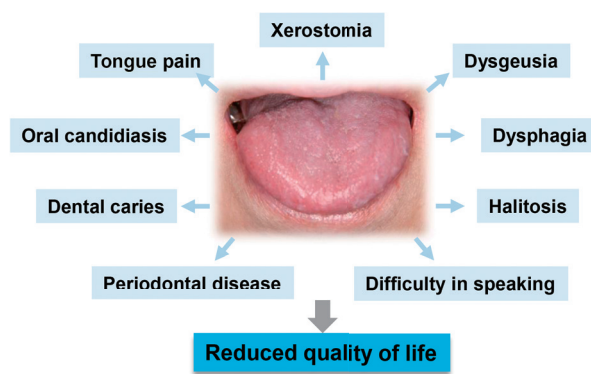 Xerostomia
Tongue pain
Dysgeusia
Oral candidiasis
Dysphagia
Dental caries
Halitosis
Periodontal disease
Difficulty in speaking
Reduced quality of life